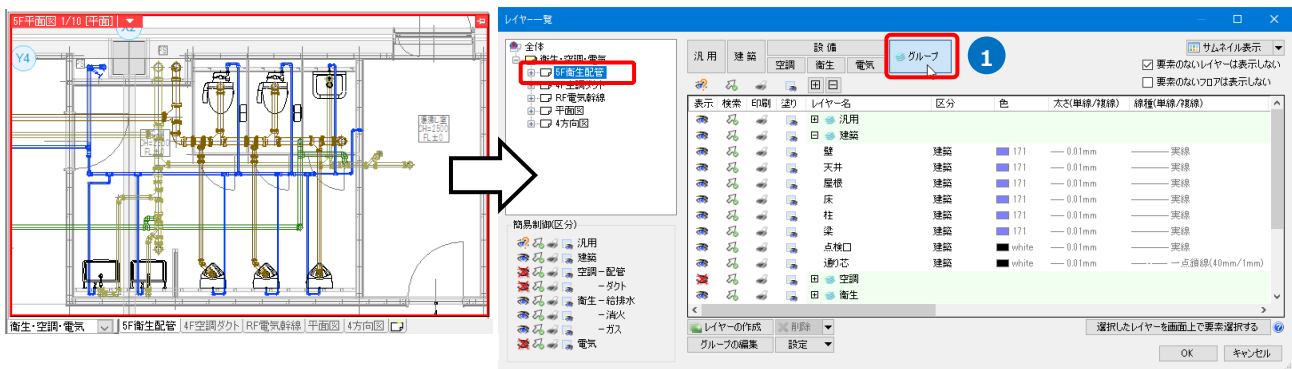 5F平面図 1/10 [平面]
X2
Y4
FS
準備L室
CH=2500
FL±0
CH=2500
FL±0
衛生・空調・電気 5F衛生配管 4F空調ダクト RF電気幹線 平面図 4方向図
レイヤー一覧
全体
衛生・空調・電気
5F衛生配管
4F空調ダクト
RF電気幹線
平面図
4方向図
簡易制御(区分)
汎用
建築
空調－配管
－ダクト
衛生－給排水
－消火
－ガス
電気
汎用 建築 設備 空調 衛生 電気 グループ 1
サムネイル表示
要素のないレイヤーは表示しない
要素のないフロアは表示しない
表示 検索 印刷 塗り レイヤー名 区分 色 太さ(単線/複線) 線種(単線/複線)
汎用
建築
壁 建築 171 0.01mm 実線
天井 建築 171 0.01mm 実線
屋根 建築 171 0.01mm 実線
床 建築 171 0.01mm 実線
柱 建築 171 0.01mm 実線
梁 建築 171 0.01mm 実線
点検口 建築 white 0.01mm 実線
通り芯 建築 white 0.01mm 一点鎖線(40mm/1mm)
空調
衛生
レイヤーの作成 削除 選択したレイヤーを画面上で要素選択する
グループの編集 設定
OK キャンセル